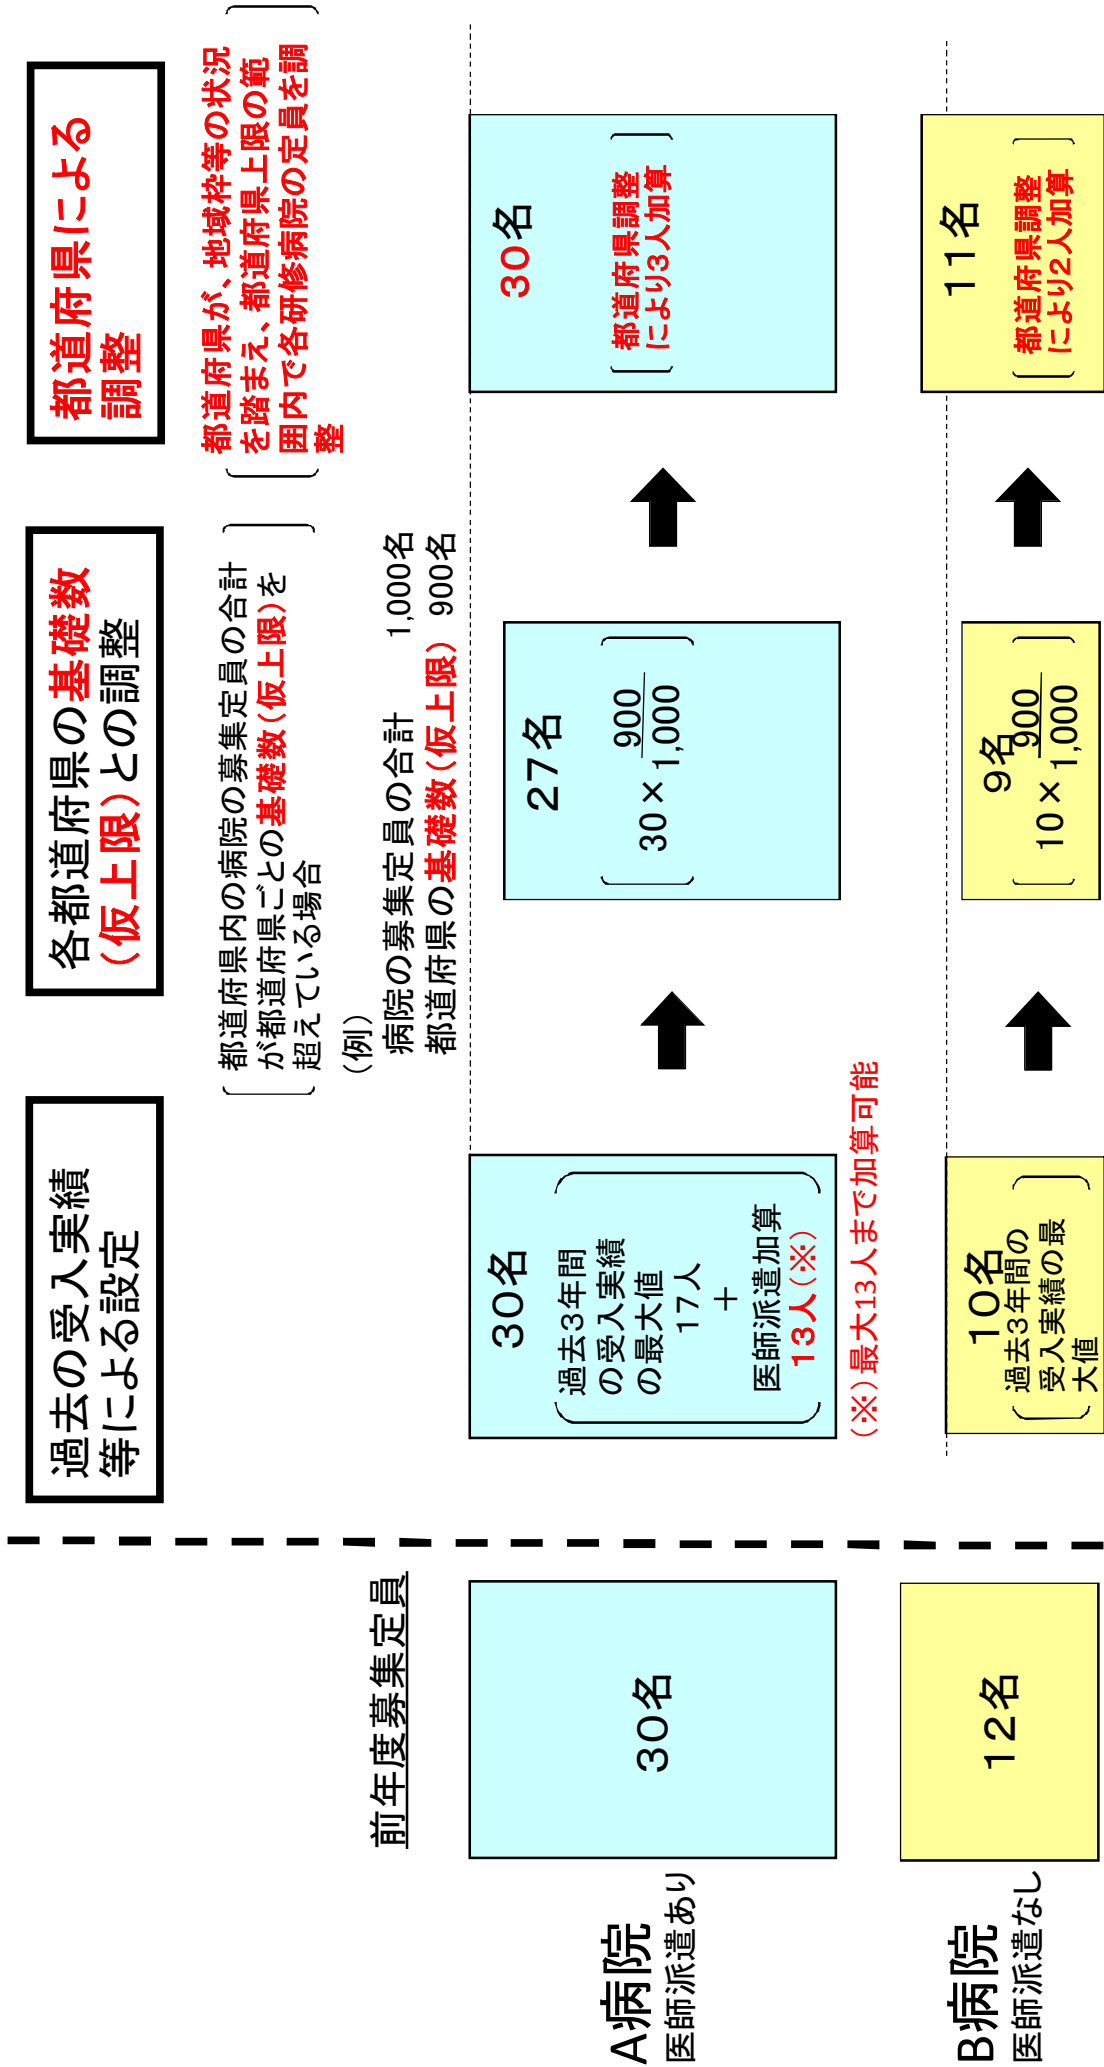 過去の受入実績
等による設定
各都道府県の基礎数
(仮上限)との調整
都道府県による
調整
都道府県内の病院の募集定員の合計
が都道府県ごとの基礎数(仮上限)を
超えている場合
(例)
病院の募集定員の合計 1,000名
都道府県の基礎数(仮上限) 900名
都道府県が、地域枠等の状況
を踏まえ、都道府県上限の範
囲内で各研修病院の定員を調
整
前年度募集定員
A病院
医師派遣あり
30名
30名
過去3年間
の受入実績
の最大値
17人
+
医師派遣加算
13人(※)
(※)最大13人まで加算可能
27名
30×
900
1,000
30名
都道府県調整
により3人加算
B病院
医師派遣なし
12名
10名
過去3年間の
受入実績の最
大値
9名
10×
900
1,000
11名
都道府県調整
により2人加算